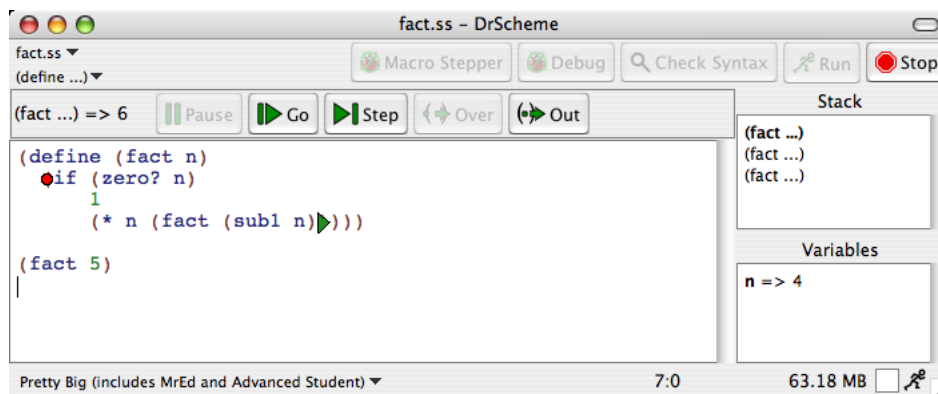 fact.ss – DrScheme
fact.ss
(define ...)
Macro Stepper Debug Check Syntax Run Stop
(fact ...) => 6 Pause Go Step Over Out
(define (fact n)
if (zero? n)
1
(* n (fact (sub1 n))))
(fact 5)
Stack
(fact ...)
(fact ...)
(fact ...)
Variables
n => 4
Pretty Big (includes MrEd and Advanced Student) 7:0 63.18 MB